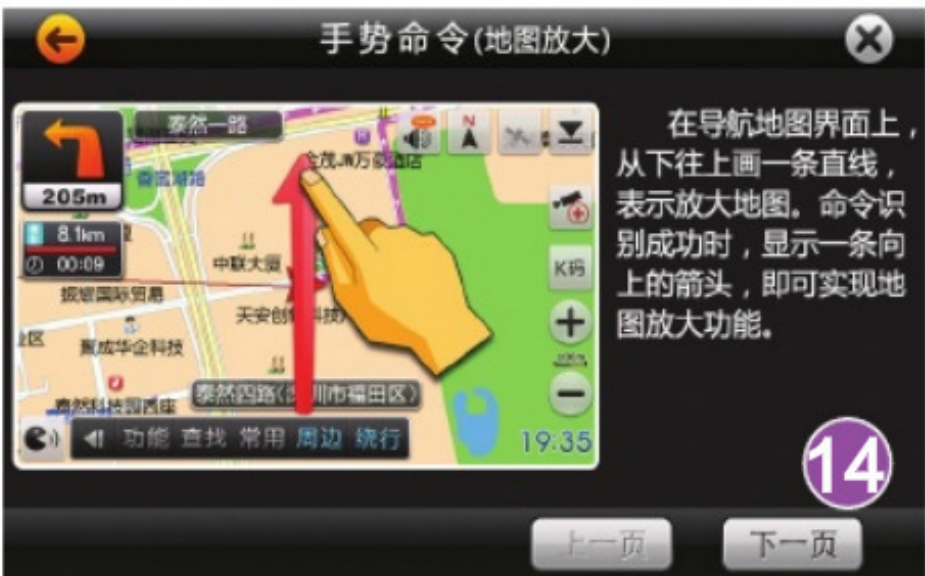 手势命令(地图放大)
在导航地图界面上，
从下往上画一条直线，
表示放大地图。命令识
别成功时，显示一条向
上的箭头，即可实现地
图放大功能。
泰然一路
N
205m
8.1km
00:09
中联大厦
K码
天安创
振成华企科技
泰然四路(
川市福田区)
功能 查找 常用 周边 绕行
19:35
14
上一页
下一页